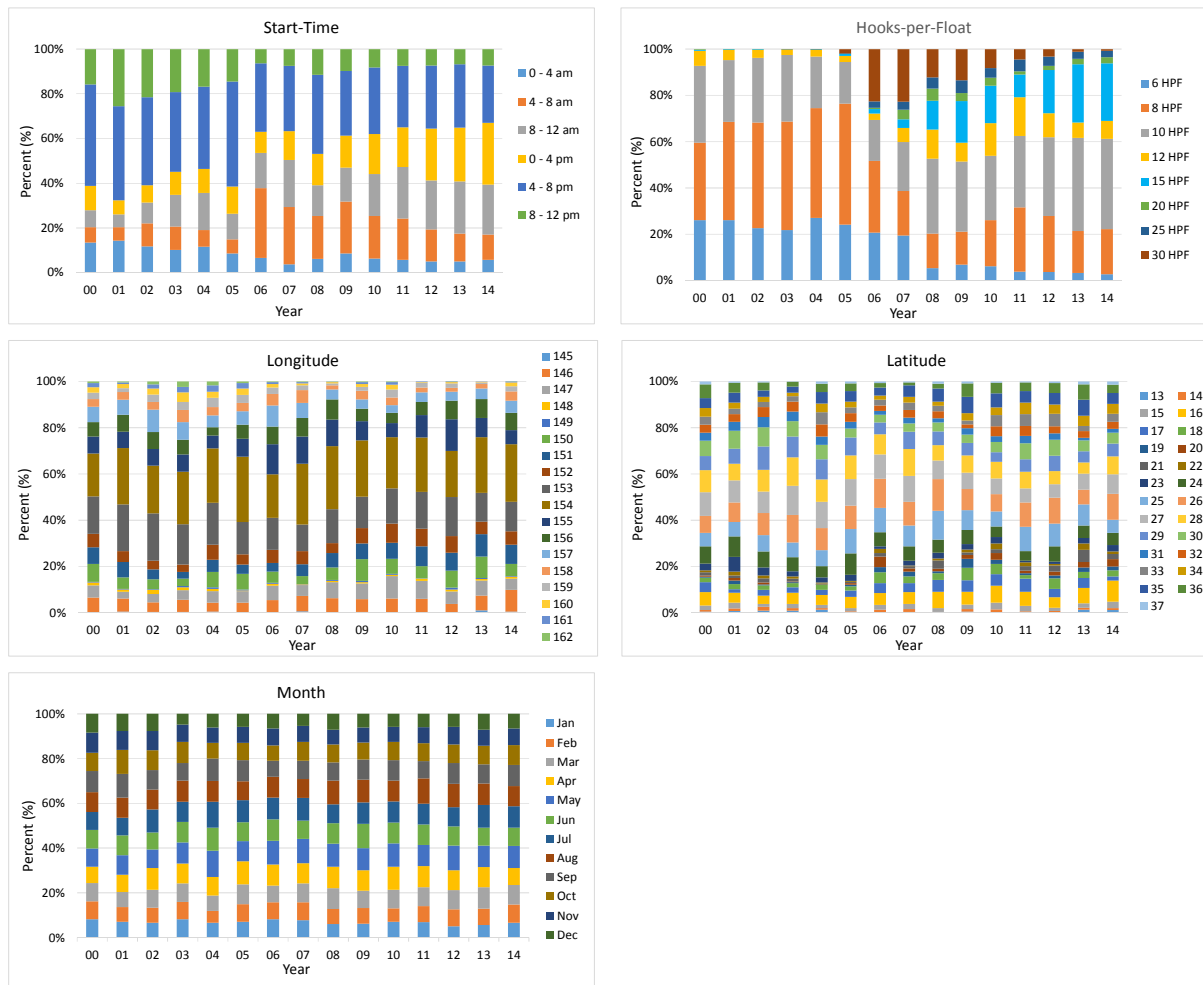 Start-Time
100%
80%
60%
40%
20%
0%
Percent (%)
00 01 02 03 04 05 06 07 08 09 10 11 12 13 14
Year
0 - 4 am
4 - 8 am
8 - 12 am
0 - 4 pm
4 - 8 pm
8 - 12 pm
Hooks-per-Float
100%
80%
60%
40%
20%
0%
Percent (%)
00 01 02 03 04 05 06 07 08 09 10 11 12 13 14
Year
6 HPF
8 HPF
10 HPF
12 HPF
15 HPF
20 HPF
25 HPF
30 HPF
Longitude
100%
80%
60%
40%
20%
0%
Percent (%)
00 01 02 03 04 05 06 07 08 09 10 11 12 13 14
Year
145
146
147
148
149
150
151
152
153
154
155
156
157
158
159
160
161
162
Latitude
100%
80%
60%
40%
20%
0%
Percent (%)
00 01 02 03 04 05 06 07 08 09 10 11 12 13 14
Year
13 14
15 16
17 18
19 20
21 22
23 24
25 26
27 28
29 30
31 32
33 34
35 36
37
Month
100%
80%
60%
40%
20%
0%
Percent (%)
00 01 02 03 04 05 06 07 08 09 10 11 12 13 14
Year
Jan
Feb
Mar
Apr
May
Jun
Jul
Aug
Sep
Oct
Nov
Dec